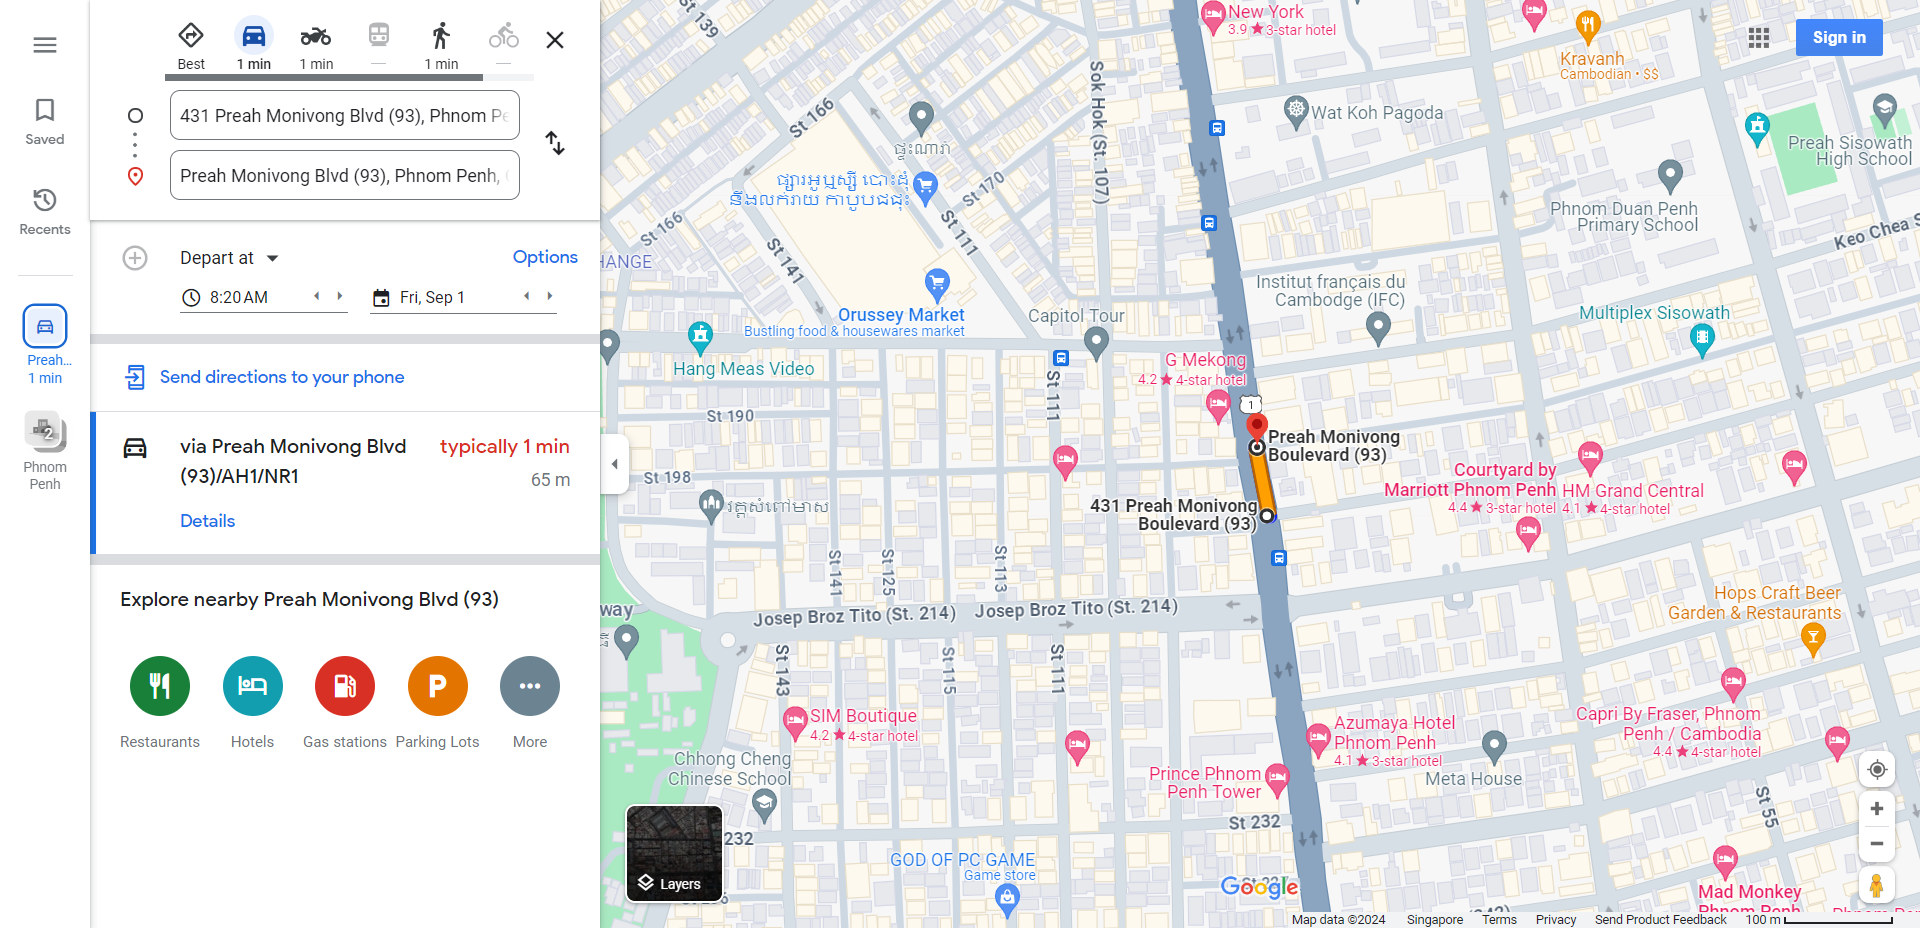 Saved
Recents
Preah...
1 min
2
Phnom
Penh
Best
1 min
1 min
—
1 min
—
431 Preah Monivong Blvd (93), Phnom Pe
Preah Monivong Blvd (93), Phnom Penh,
Depart at
Options
8:20 AM
Fri, Sep 1
Send directions to your phone
via Preah Monivong Blvd
(93)/AH1/NR1
typically 1 min
65 m
Details
Explore nearby Preah Monivong Blvd (93)
Restaurants
Hotels
Gas stations
Parking Lots
More
Layers
St 139
New York
3.9 ★ 3-star hotel
Kravanh
Cambodian • $$
Sign in
St 166
Sok Hok (St. 107)
Wat Koh Pagoda
Preah Sisowath
High School
ផ្ទះណារ៉ា
St 170
St 166
St 111
St 141
Phnom Duan Penh
Primary School
Keo Chea S
HANGE
Institut français du
Cambodge (IFC)
Orussey Market
Bustling food & housewares market
Capitol Tour
Multiplex Sisowath
Hang Meas Video
G Mekong
4.2 ★ 4-star hotel
St 111
1
St 190
Preah Monivong
Boulevard (93)
St 198
Courtyard by
Marriott Phnom Penh
4.4 ★ 3-star hotel
HM Grand Central
4.1 ★ 4-star hotel
វត្តសំពៅមាស
431 Preah Monivong
Boulevard (93)
St 141
St 125
St 113
way
Josep Broz Tito (St. 214)
Josep Broz Tito (St. 214)
Hops Craft Beer
Garden & Restaurants
St 143
St 115
St 111
SIM Boutique
4.2 ★ 4-star hotel
Azumaya Hotel
Phnom Penh
4.1 ★ 3-star hotel
Capri By Fraser, Phnom
Penh / Cambodia
4.4 ★ 4-star hotel
Chhong Cheng
Chinese School
Prince Phnom
Penh Tower
Meta House
St 55
232
St 232
GOD OF PC GAME
Game store
Google
Mad Monkey
Phnom Penh
Map data ©2024
Singapore
Terms
Privacy
Send Product Feedback
100 m